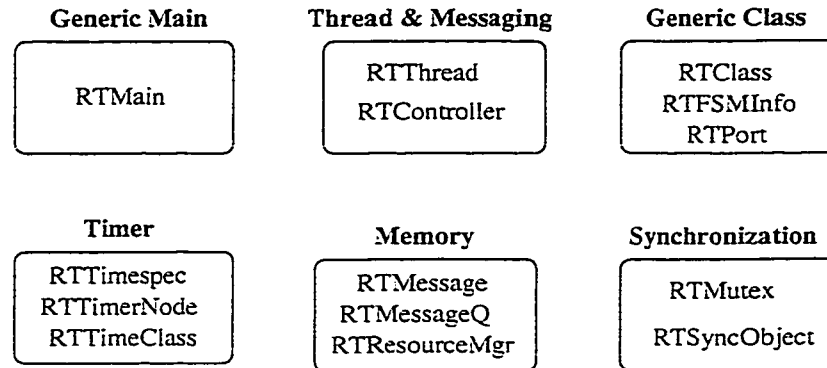 Generic Main
Thread & Messaging
Generic Class
RTMain
RTThread
RTController
RTClass
RTFSMInfo
RTPort
Timer
Memory
Synchronization
RTTimespec
RTTimerNode
RTTimeClass
RTMessage
RTMessageQ
RTResourceMgr
RTMutex
RTSyncObject